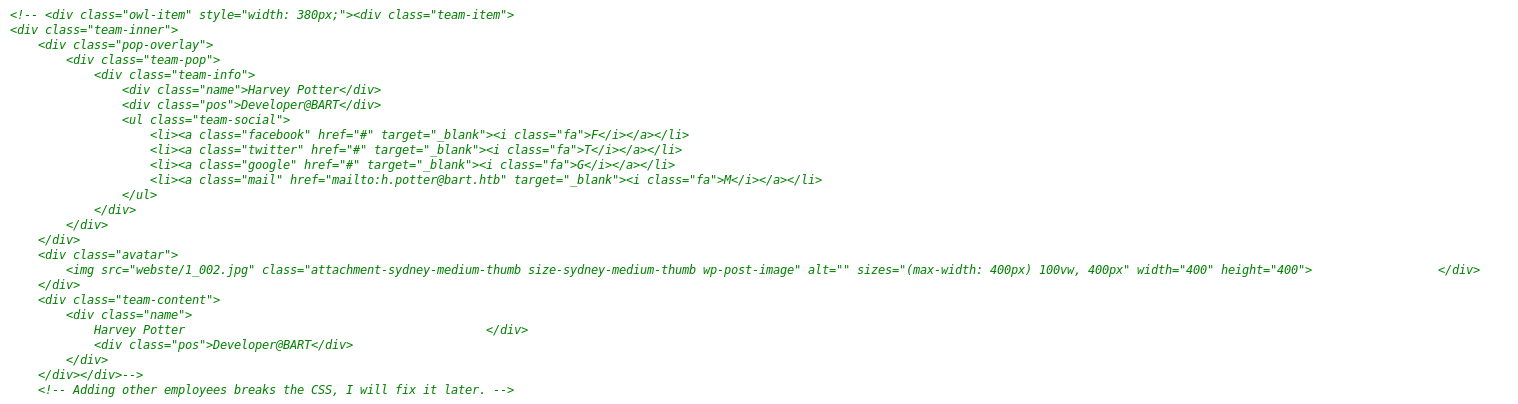 <!-- <div class="owl-item" style="width: 380px;"><div class="team-item">
<div class="team-inner">
    <div class="pop-overlay">
        <div class="team-pop">
            <div class="team-info">
                <div class="name">Harvey Potter</div>
                <div class="pos">Developer@BART</div>
                <ul class="team-social">
                    <li><a class="facebook" href="#" target="_blank"><i class="fa">F</i></a></li>
                    <li><a class="twitter" href="#" target="_blank"><i class="fa">T</i></a></li>
                    <li><a class="google" href="#" target="_blank"><i class="fa">G</i></a></li>
                    <li><a class="mail" href="mailto:h.potter@bart.htb" target="_blank"><i class="fa">M</i></a></li>
                </ul>
            </div>
        </div>
    </div>
    <div class="avatar">
        <img src="webste/1_002.jpg" class="attachment-sydney-medium-thumb size-sydney-medium-thumb wp-post-image" alt="" sizes="(max-width: 400px) 100vw, 400px" width="400" height="400">                  </div>
    </div>
    <div class="team-content">
        <div class="name">
            Harvey Potter                                           </div>
            <div class="pos">Developer@BART</div>
        </div>
    </div></div>-->
    <!-- Adding other employees breaks the CSS, I will fix it later. -->